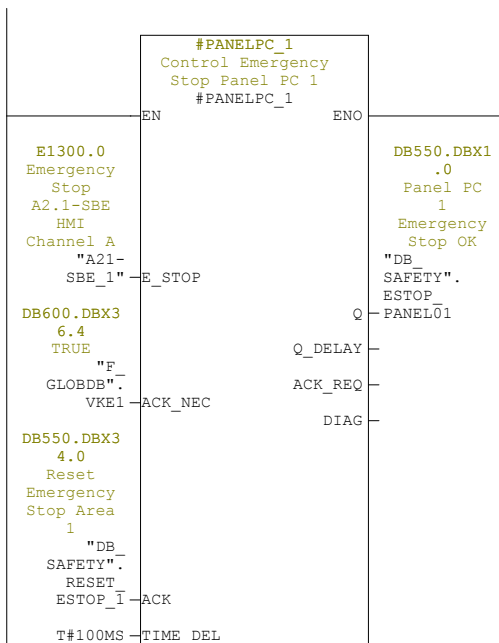 #PANELPC_1
Control Emergency
Stop Panel PC 1
#PANELPC_1
EN
ENO
E1300.0
Emergency
Stop
A2.1-SBE
HMI
Channel A
"A21-
SBE_1"
E_STOP
DB600.DBX3
6.4
TRUE
"F_
GLOBDB".
VKE1
ACK_NEC
DB550.DBX3
4.0
Reset
Emergency
Stop Area
1
"DB_
SAFETY".
RESET_
ESTOP_1
ACK
T#100MS
TIME_DEL
DB550.DBX1
.0
Panel PC
1
Emergency
Stop OK
"DB_
SAFETY".
ESTOP_
Q
PANEL01
Q_DELAY
ACK_REQ
DIAG